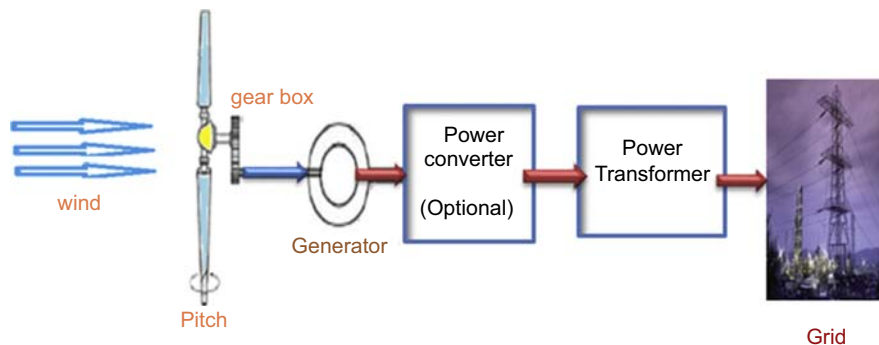 wind
Pitch
gear box
Generator
Power
converter
(Optional)
Power
Transformer
Grid